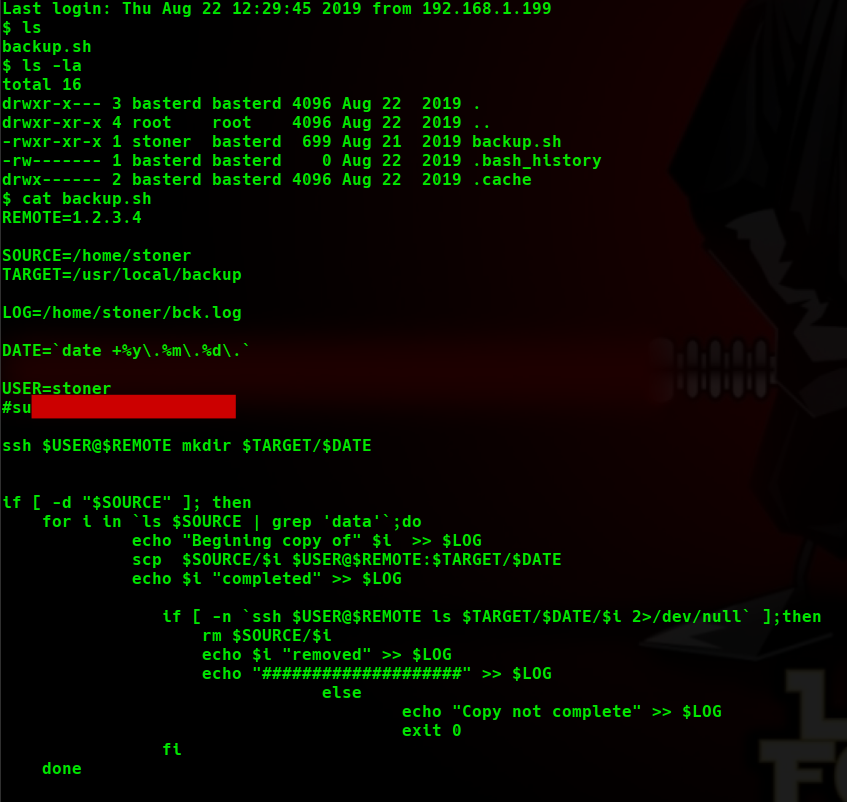 Last login: Thu Aug 22 12:29:45 2019 from 192.168.1.199
$ ls
backup.sh
$ ls -la
total 16
drwxr-x--- 3 basterd basterd 4096 Aug 22  2019 .
drwxr-xr-x 4 root    root    4096 Aug 22  2019 ..
-rwxr-xr-x 1 stoner  basterd  699 Aug 21  2019 backup.sh
-rw------- 1 basterd basterd    0 Aug 22  2019 .bash_history
drwx------ 2 basterd basterd 4096 Aug 22  2019 .cache
$ cat backup.sh
REMOTE=1.2.3.4

SOURCE=/home/stoner
TARGET=/usr/local/backup

LOG=/home/stoner/bck.log

DATE=`date +%y\.%m\.%d\.`

USER=stoner
#su

ssh $USER@$REMOTE mkdir $TARGET/$DATE


if [ -d "$SOURCE" ]; then
    for i in `ls $SOURCE | grep 'data'`;do
             echo "Begining copy of" $i  >> $LOG
             scp  $SOURCE/$i $USER@$REMOTE:$TARGET/$DATE
             echo $i "completed" >> $LOG

                if [ -n `ssh $USER@$REMOTE ls $TARGET/$DATE/$i 2>/dev/null` ];then
                    rm $SOURCE/$i
                    echo $i "removed" >> $LOG
                    echo "####################" >> $LOG
                                else
                                        echo "Copy not complete" >> $LOG
                                        exit 0
                fi
    done